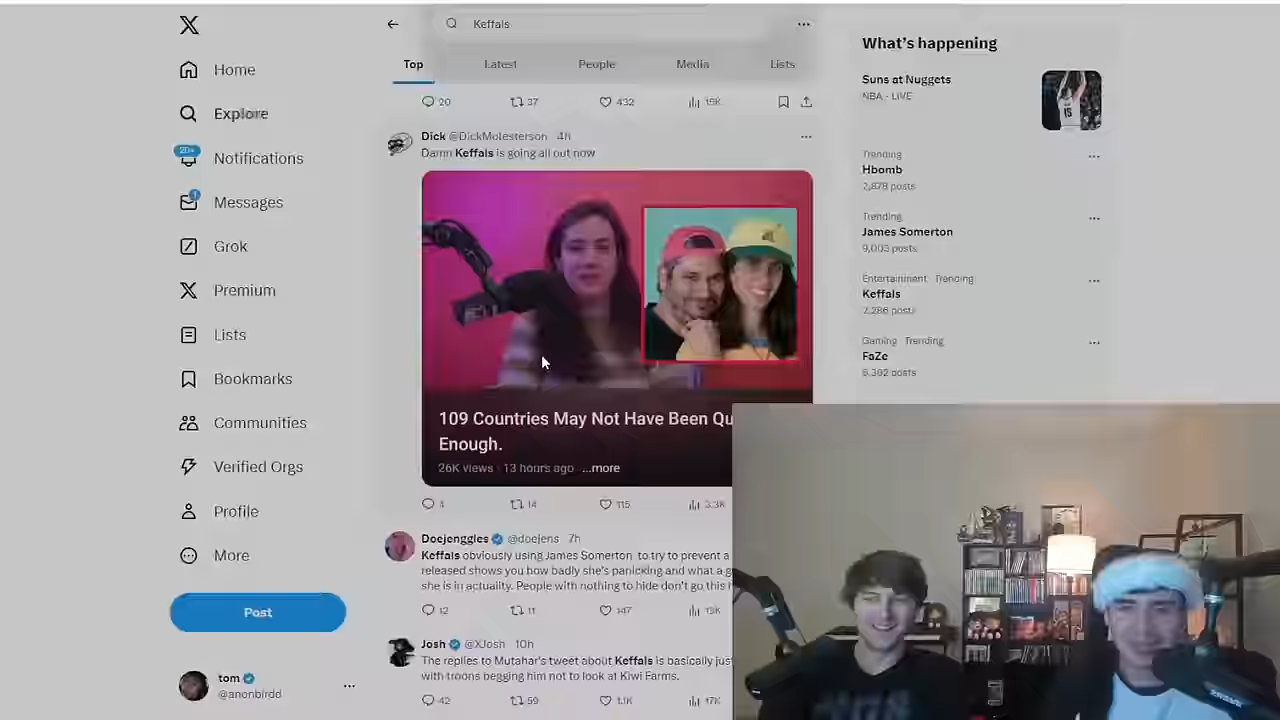 Keffals
Top
Latest
People
Media
Lists
Home
Explore
Notifications
20+
Messages
1
Grok
Premium
Lists
Bookmarks
Communities
Verified Orgs
Profile
More
Post
tom
@anonbirdd
20 37 432 15K
Dick @DickMolesterson 4h
Damn Keffals is going all out now
109 Countries May Not Have Been Qu
Enough.
26K views · 13 hours ago ...more
14 115 3.3K
Doejenggles @doejens 7h
Keffals obviously using James Somerton to try to prevent a
released shows you how badly she's panicking and what a g
she is in actuality. People with nothing to hide don't go this
12 11 147 13K
Josh @XJosh 10h
The replies to Mutahar's tweet about Keffals is basically jus
with troons begging him not to look at Kiwi Farms.
42 59 1.1K 17K
What's happening
Suns at Nuggets
NBA · LIVE
15
Trending
Hbomb
2,878 posts
Trending
James Somerton
9,003 posts
Entertainment · Trending
Keffals
2,286 posts
Gaming · Trending
FaZe
posts